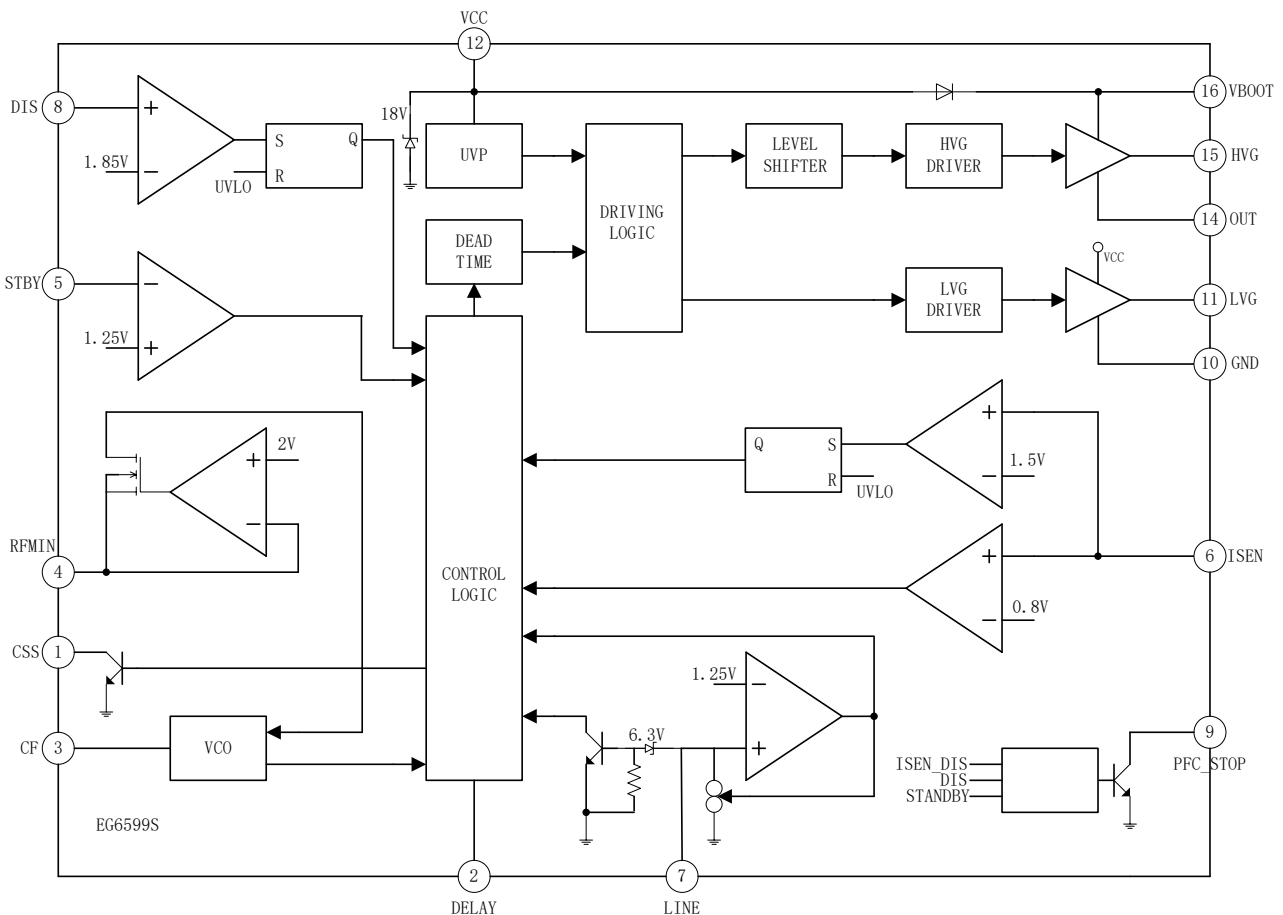 VCC
12
DIS
8
+
1.85V
−
S
Q
R
UVLO
18V
UVP
DRIVING
LOGIC
LEVEL
SHIFTER
HVG
DRIVER
16
VBOOT
15
HVG
14
OUT
DEAD
TIME
STBY
5
−
1.25V
+
VCC
LVG
DRIVER
11
LVG
10
GND
2V
+
−
RFMIN
4
Q
S
R
UVLO
+
1.5V
−
CONTROL
LOGIC
+
0.8V
−
6
ISEN
CSS
1
CF
3
VCO
1.25V
−
+
6.3V
9
PFC_STOP
ISEN_DIS
DIS
STANDBY
EG6599S
2
DELAY
7
LINE